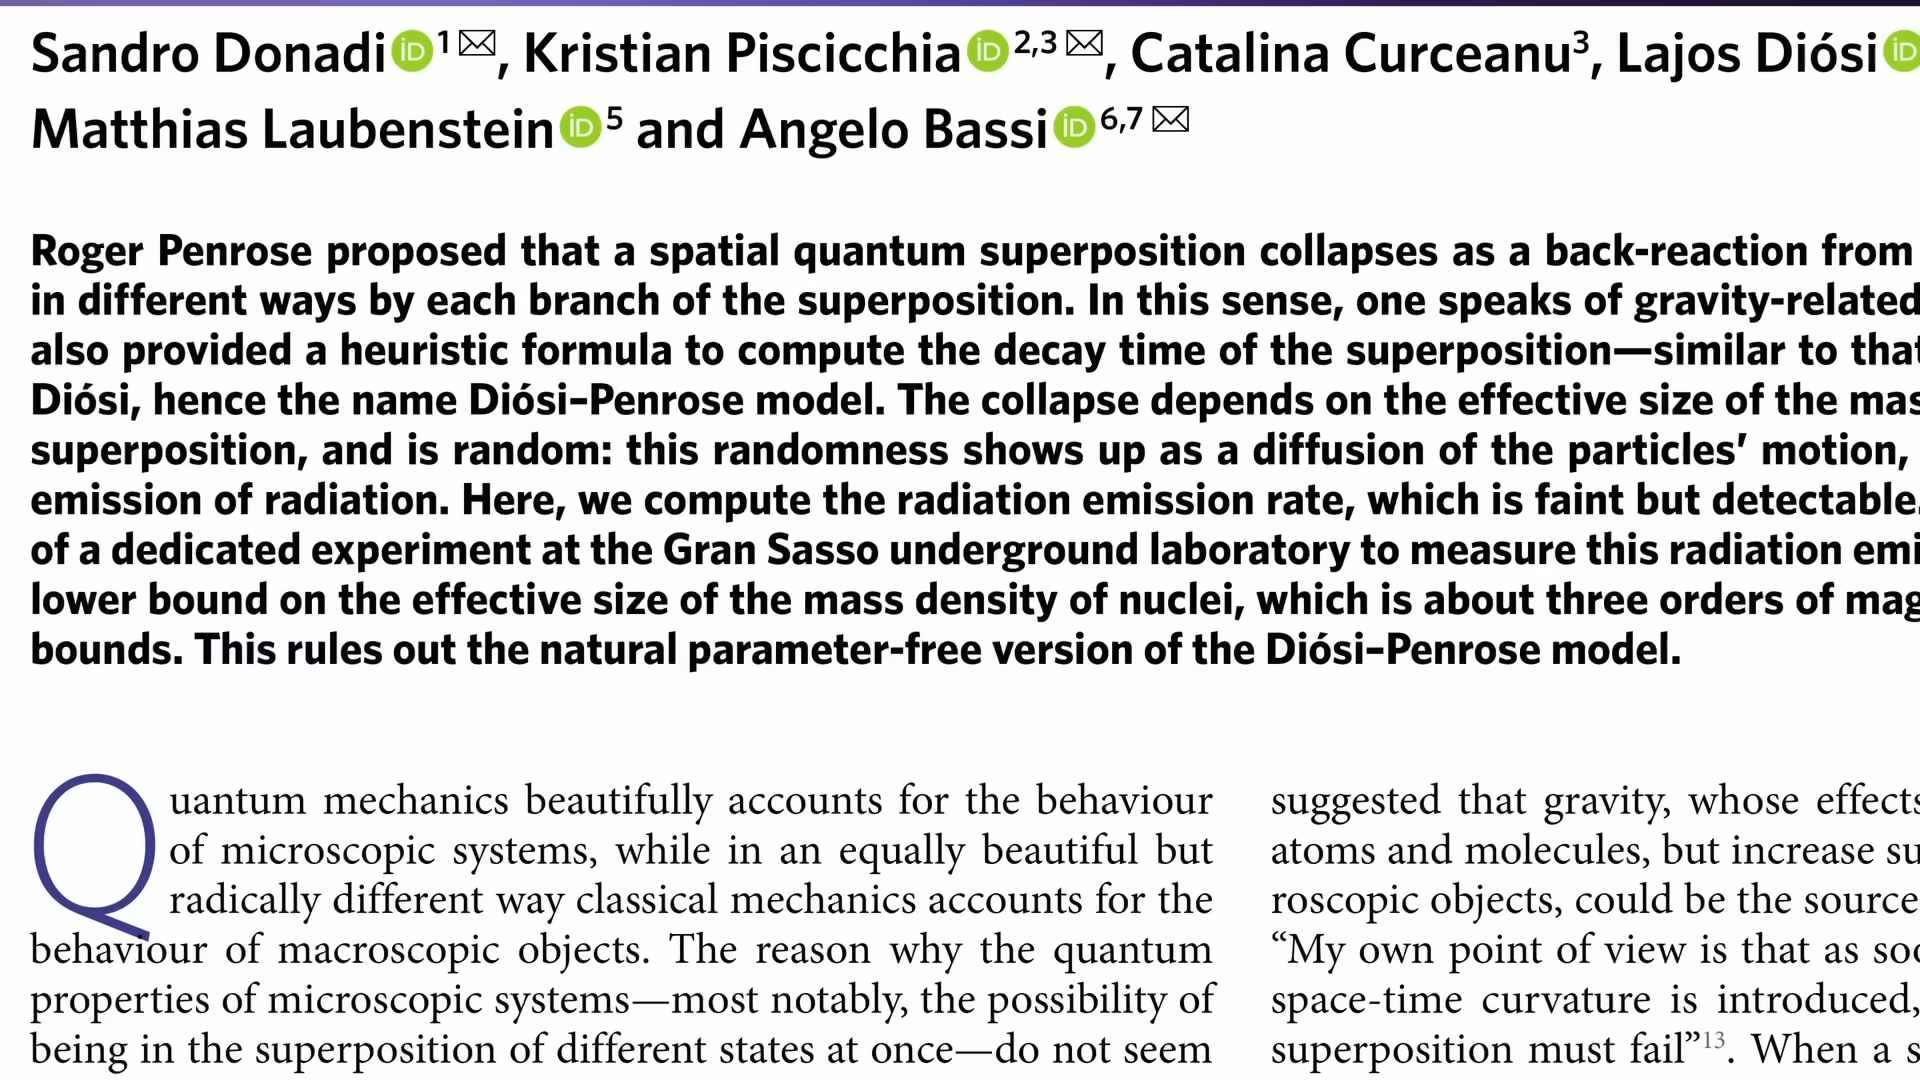 Sandro Donadi iD 1 ✉, Kristian Piscicchia iD 2,3 ✉, Catalina Curceanu3, Lajos Diósi iD
Matthias Laubenstein iD 5 and Angelo Bassi iD 6,7 ✉
Roger Penrose proposed that a spatial quantum superposition collapses as a back-reaction from
in different ways by each branch of the superposition. In this sense, one speaks of gravity-related
also provided a heuristic formula to compute the decay time of the superposition—similar to that
Diósi, hence the name Diósi–Penrose model. The collapse depends on the effective size of the mas
superposition, and is random: this randomness shows up as a diffusion of the particles’ motion,
emission of radiation. Here, we compute the radiation emission rate, which is faint but detectable.
of a dedicated experiment at the Gran Sasso underground laboratory to measure this radiation emi
lower bound on the effective size of the mass density of nuclei, which is about three orders of mag
bounds. This rules out the natural parameter-free version of the Diósi–Penrose model.
Quantum mechanics beautifully accounts for the behaviour
of microscopic systems, while in an equally beautiful but
radically different way classical mechanics accounts for the
behaviour of macroscopic objects. The reason why the quantum
properties of microscopic systems—most notably, the possibility of
being in the superposition of different states at once—do not seem
suggested that gravity, whose effects
atoms and molecules, but increase su
roscopic objects, could be the source
“My own point of view is that as soo
space-time curvature is introduced,
superposition must fail”13. When a s